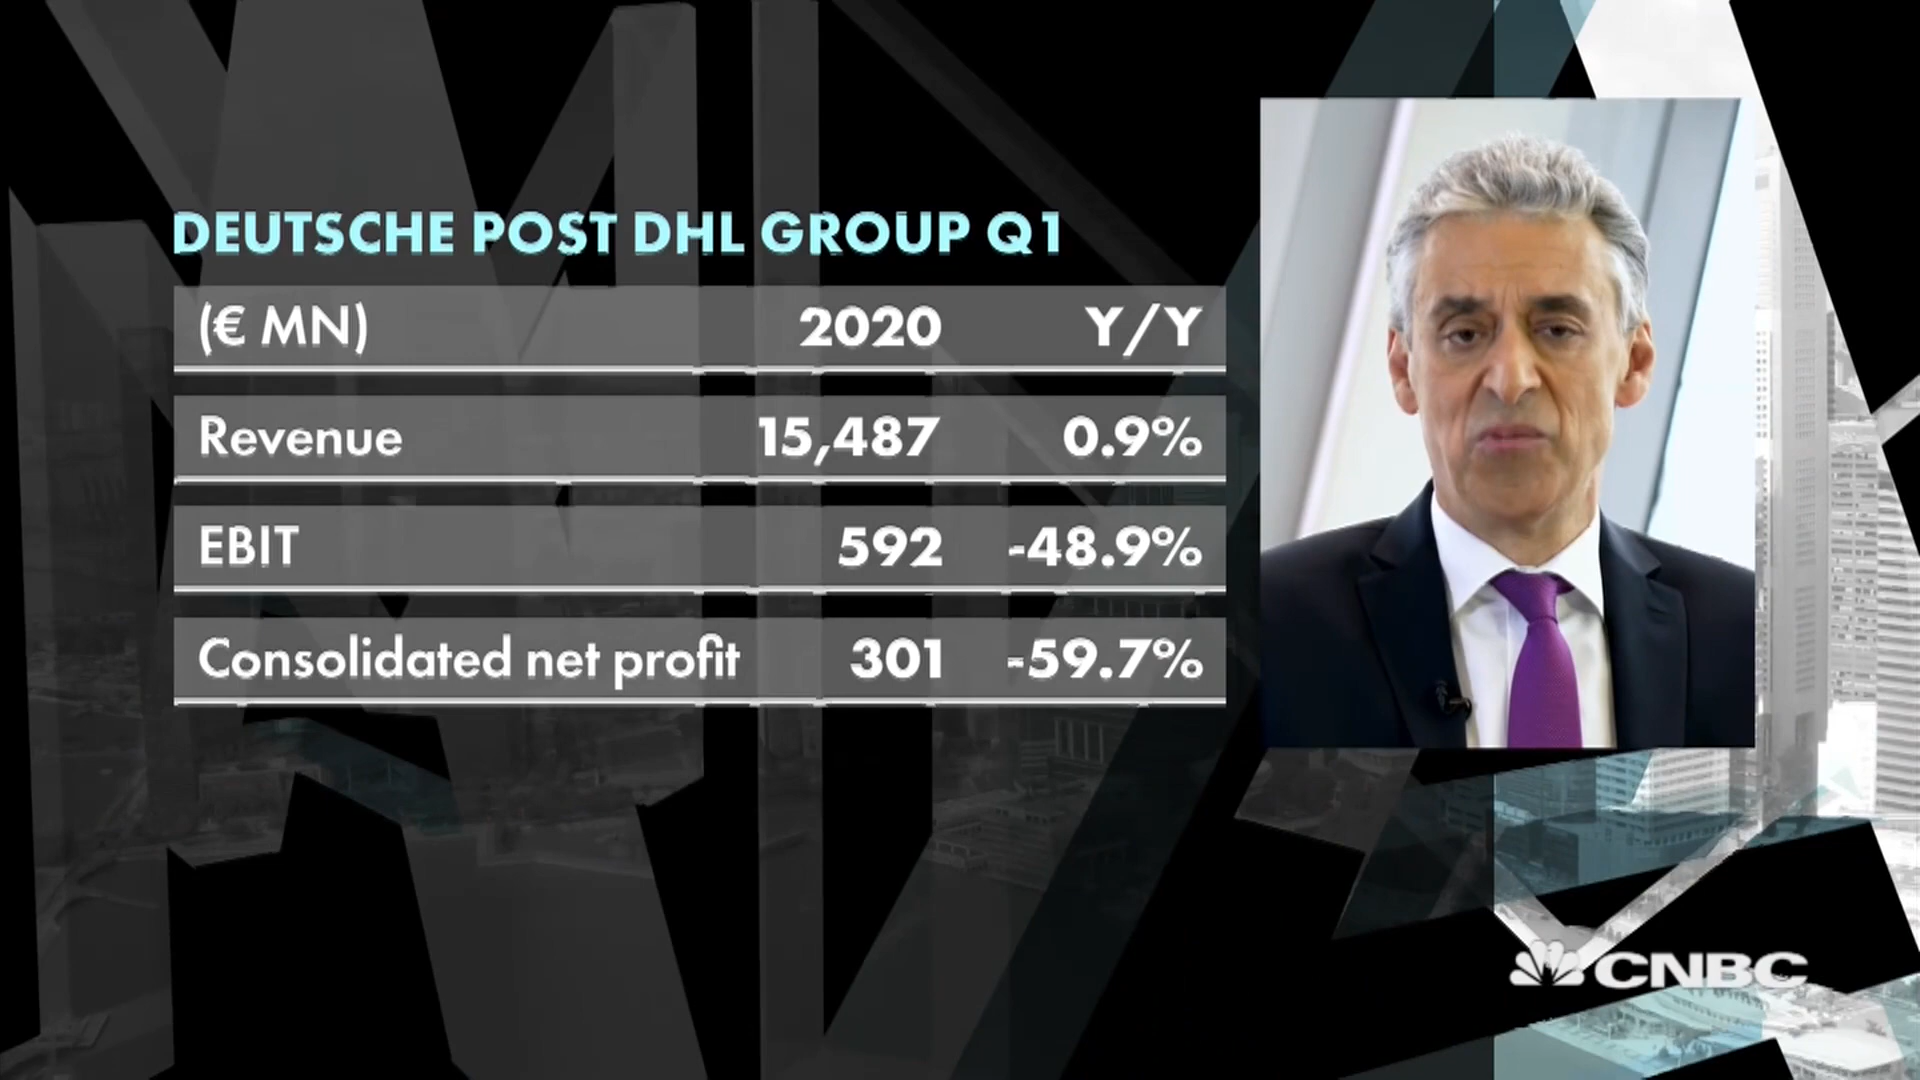 DEUTSCHE POST DHL GROUP Q1
(€ MN) 2020 Y/Y
Revenue 15,487 0.9%
EBIT 592 -48.9%
Consolidated net profit 301 -59.7%
CNBC